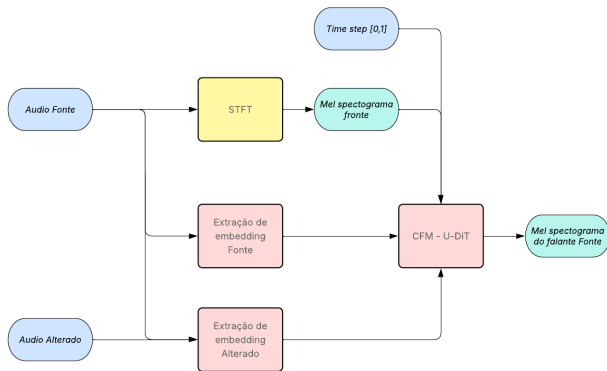 Time step [0,1]
Audio Fonte
STFT
Mel spectograma
fronte
Extração de
embedding
Fonte
CFM - U-DiT
Mel spectograma
do falante Fonte
Audio Alterado
Extração de
embedding
Alterado